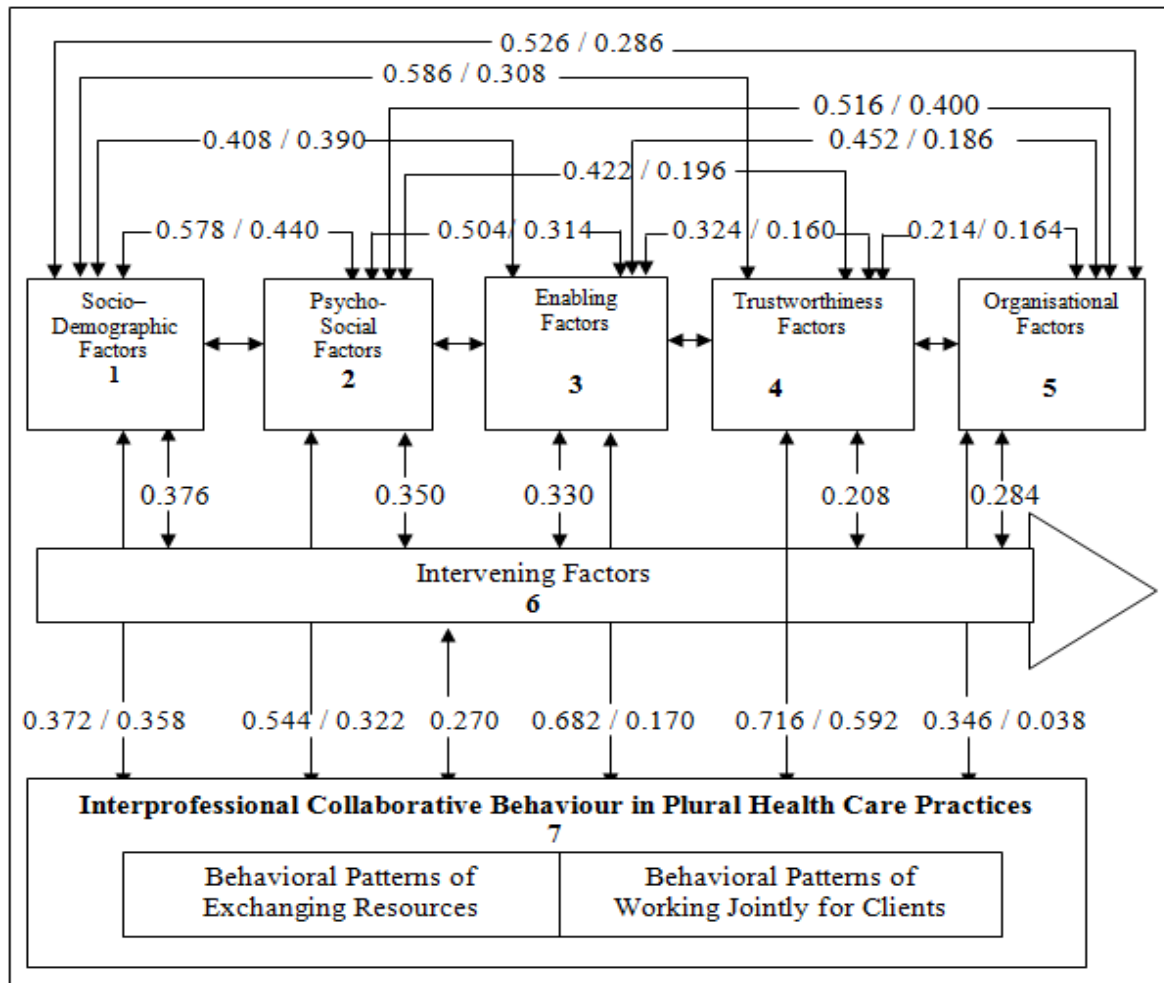 0.526 / 0.286
0.586 / 0.308
0.516 / 0.400
0.408 / 0.390
0.452 / 0.186
0.422 / 0.196
0.578 / 0.440
0.504/ 0.314
0.324 / 0.160
0.214/ 0.164
Socio–
Demographic
Factors
1
Psycho-
Social
Factors
2
Enabling
Factors
3
Trustworthiness
Factors
4
Organisational
Factors
5
0.376
0.350
0.330
0.208
0.284
Intervening Factors
6
0.372 / 0.358
0.544 / 0.322
0.270
0.682 / 0.170
0.716 / 0.592
0.346 / 0.038
Interprofessional Collaborative Behaviour in Plural Health Care Practices
7
Behavioral Patterns of
Exchanging Resources
Behavioral Patterns of
Working Jointly for Clients